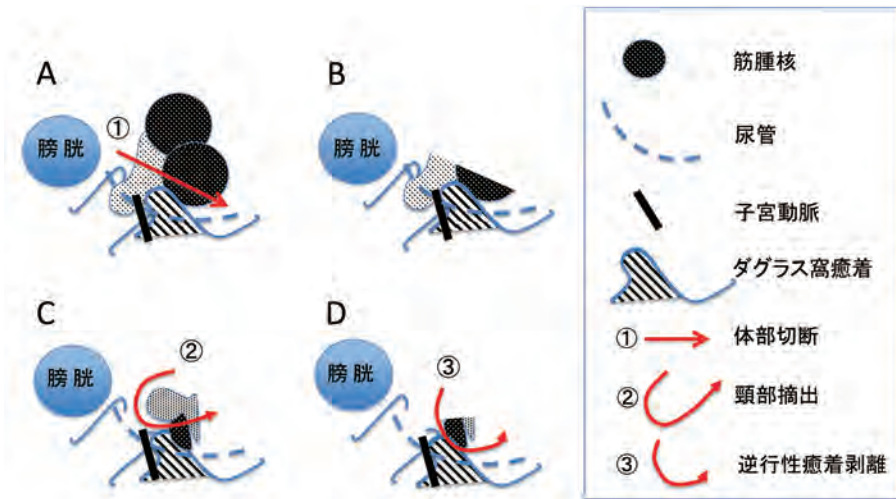 A
①
膀胱
B
膀胱
C
②
膀胱
D
③
膀胱
筋腫核
尿管
子宮動脈
ダグラス窩癒着
① 体部切断
② 頸部摘出
③ 逆行性癒着剥離